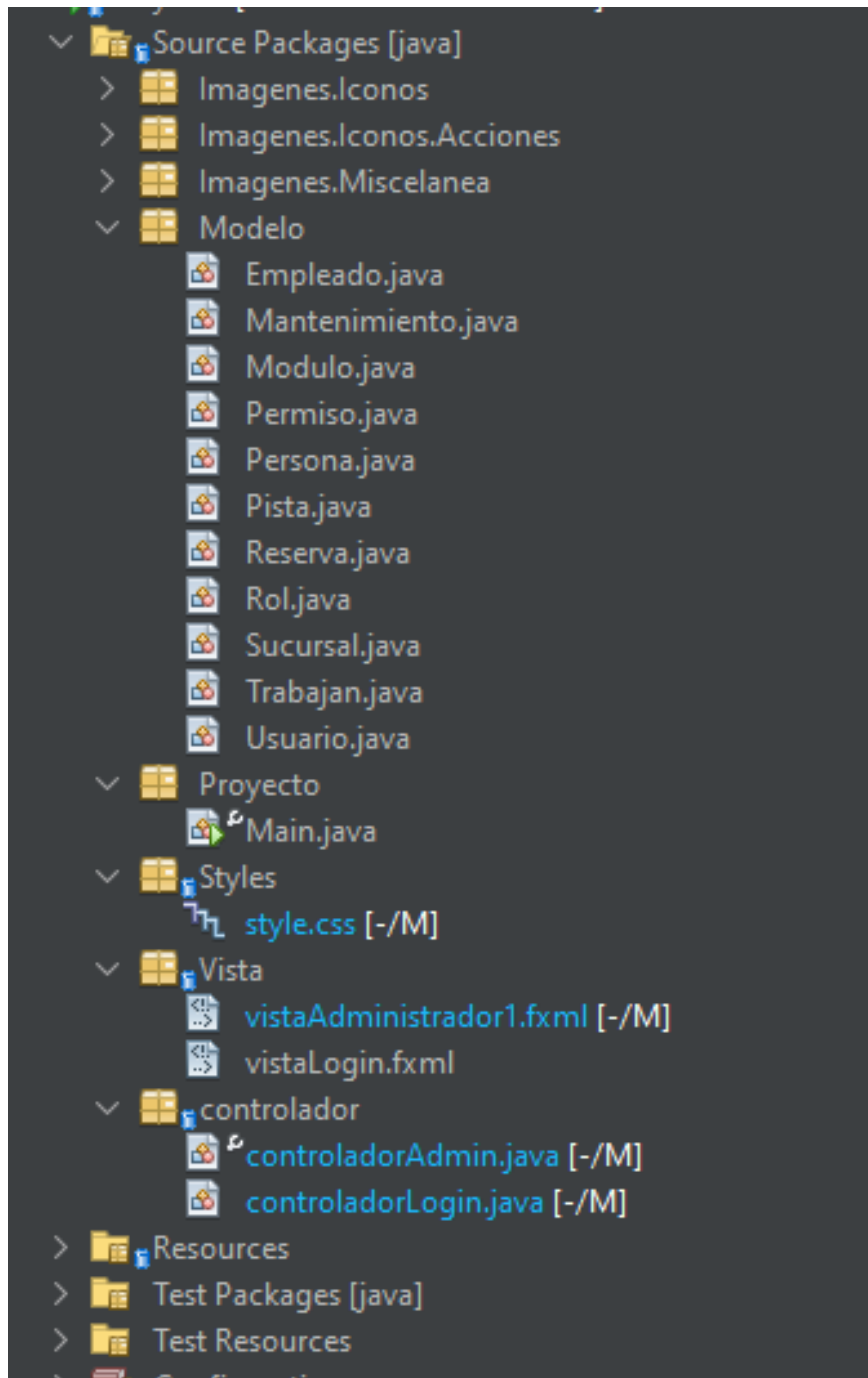 Source Packages [java]
Imagenes.Iconos
Imagenes.Iconos.Acciones
Imagenes.Miscelanea
Modelo
Empleado.java
Mantenimiento.java
Modulo.java
Permiso.java
Persona.java
Pista.java
Reserva.java
Rol.java
Sucursal.java
Trabajan.java
Usuario.java
Proyecto
Main.java
Styles
style.css [-/M]
Vista
vistaAdministrador1.fxml [-/M]
vistaLogin.fxml
controlador
controladorAdmin.java [-/M]
controladorLogin.java [-/M]
Resources
Test Packages [java]
Test Resources